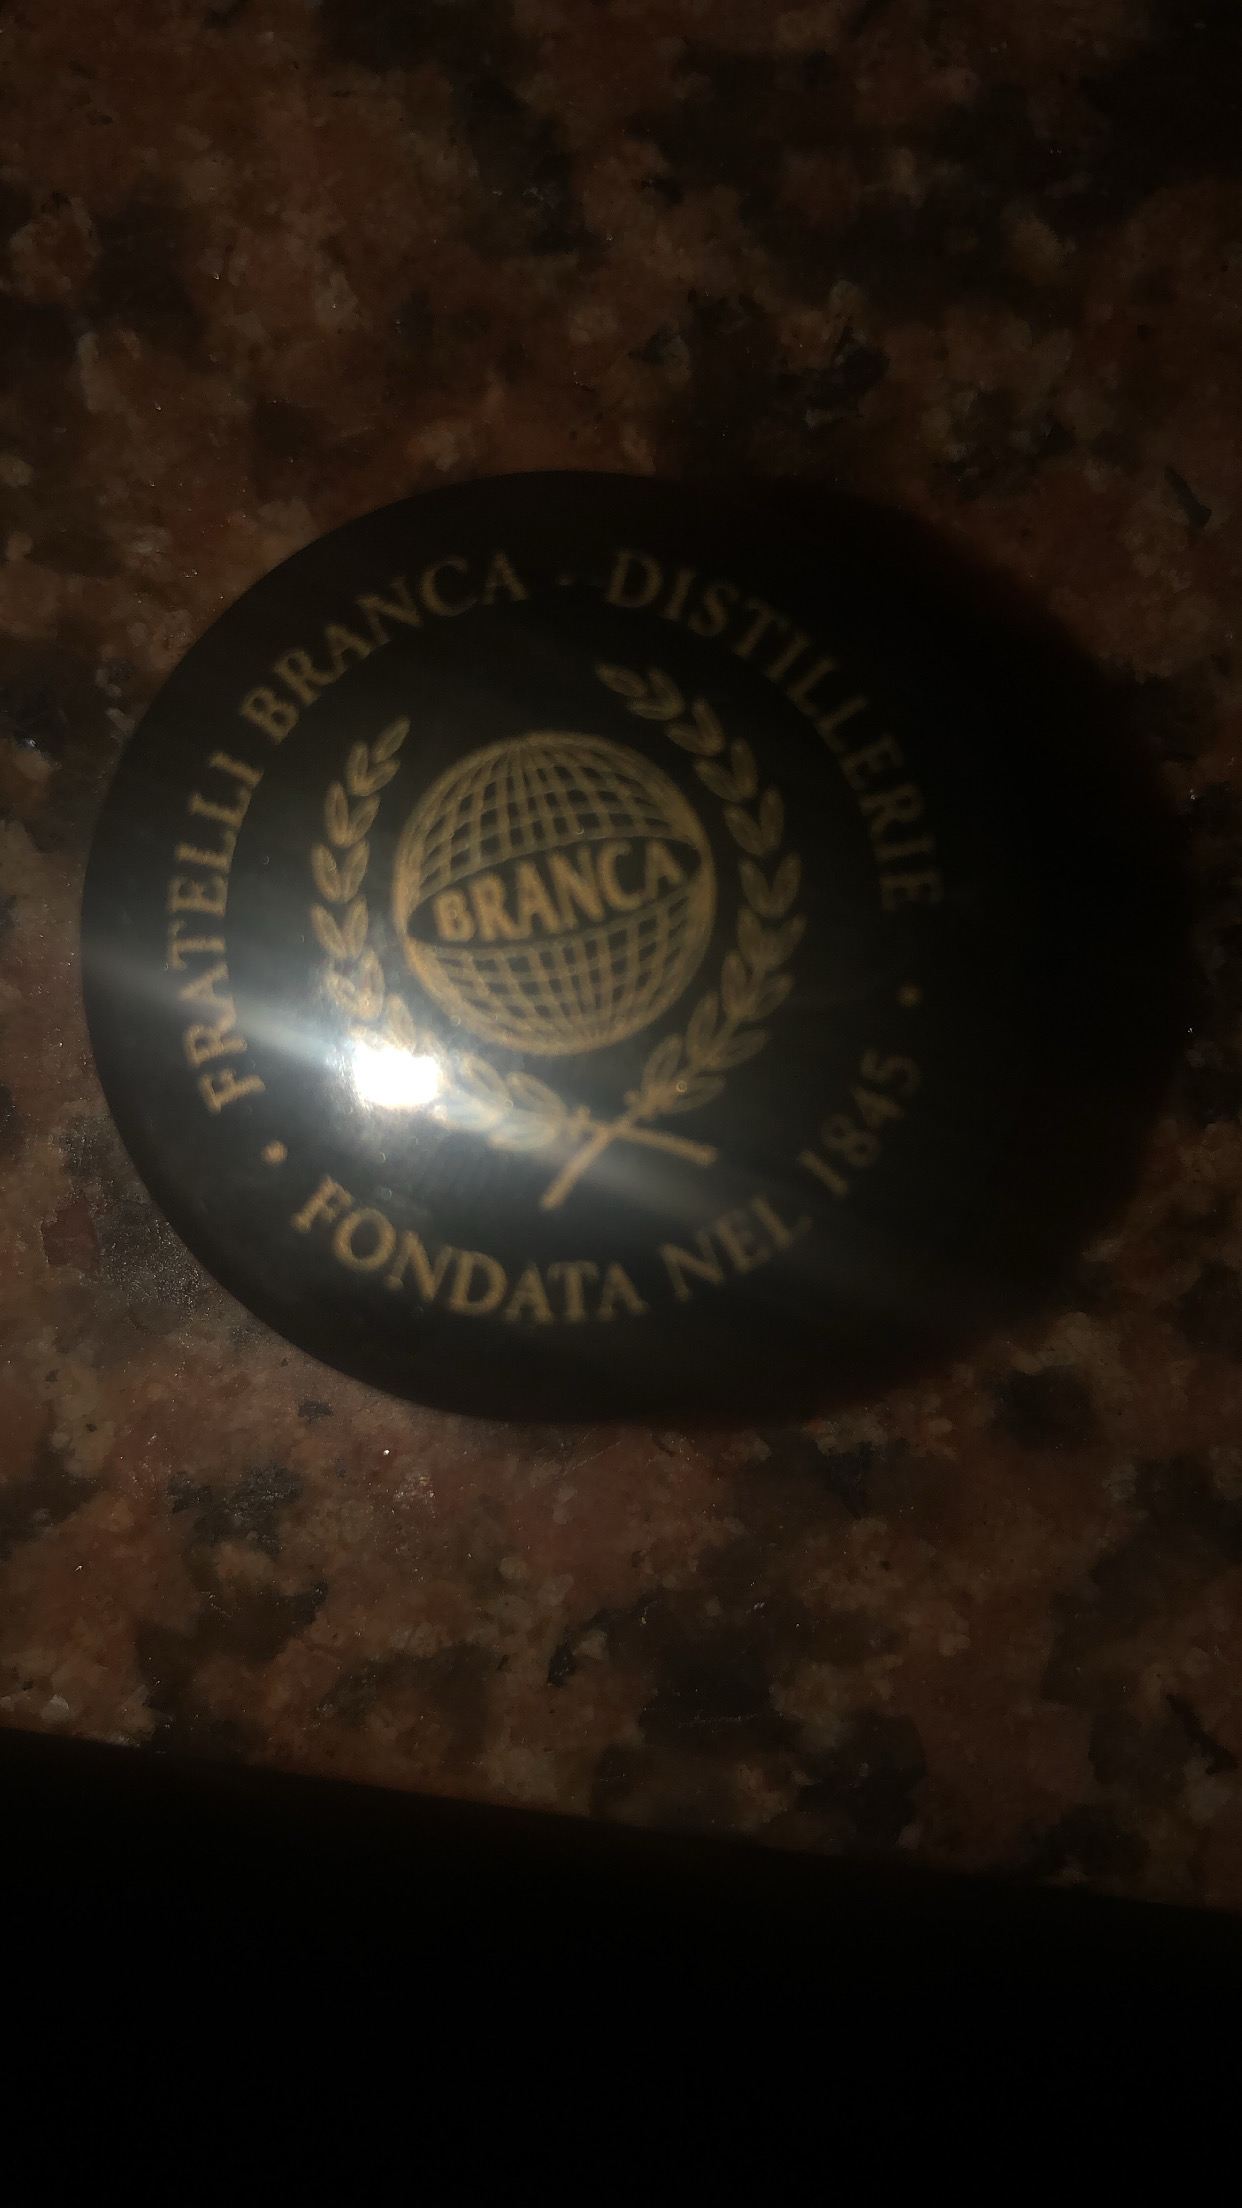 FRATELLI BRANCA - DISTILLERIE
BRANCA
• FONDATA NEL 1845 •